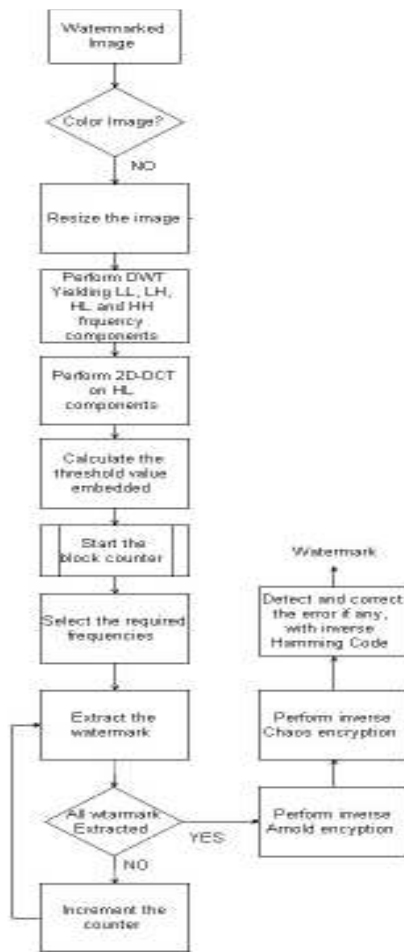 Watermarked
Image
Color Image?
NO
Resize the image
Perform DWT
Yielding LL, LH,
HL and HH
frquency
components
Perform 2D-DCT
on HL
components
Calculate the
threshold value
embedded
Start the
block counter
Select the required
frequencies
Extract the
watermark
All wtarmark
Extracted
YES
NO
Increment the
counter
Perform inverse
Arnold encyption
Perform inverse
Chaos encryption
Detect and correct
the error if any,
with inverse
Hamming Code
Watermark